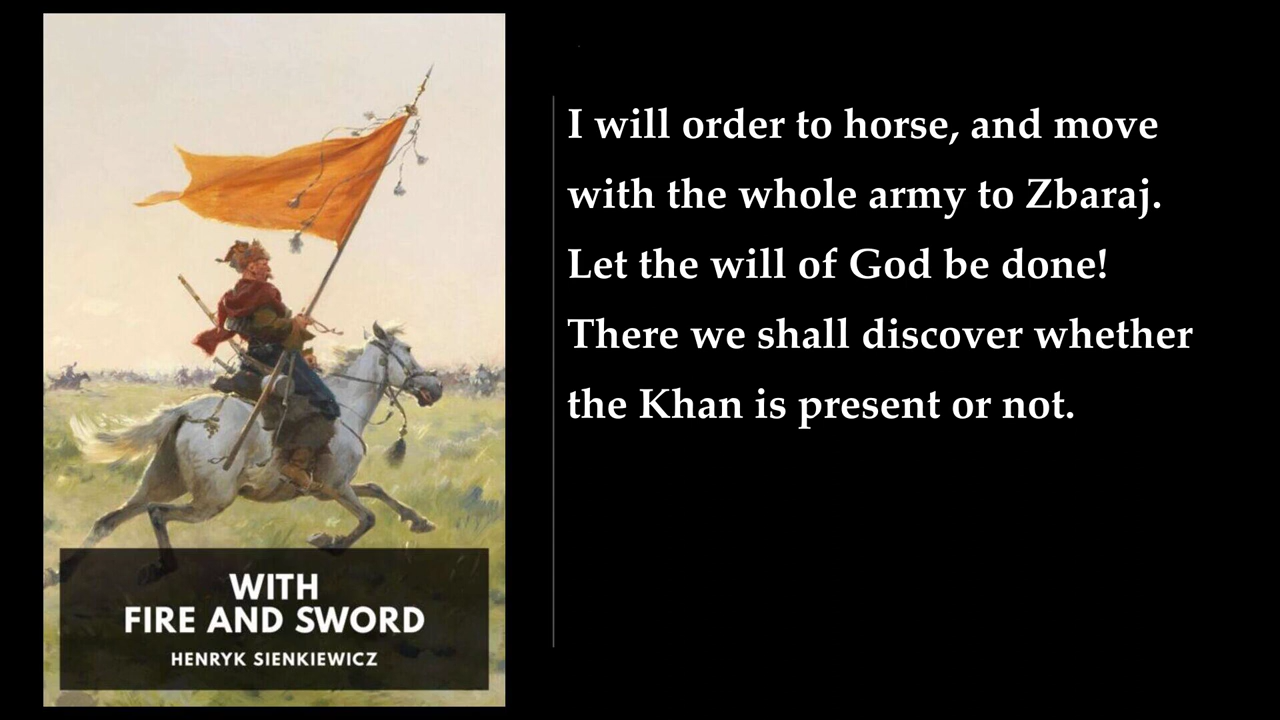 I will order to horse, and move
with the whole army to Zbaraj.
Let the will of God be done!
There we shall discover whether
the Khan is present or not.
WITH
FIRE AND SWORD
HENRYK SIENKIEWICZ